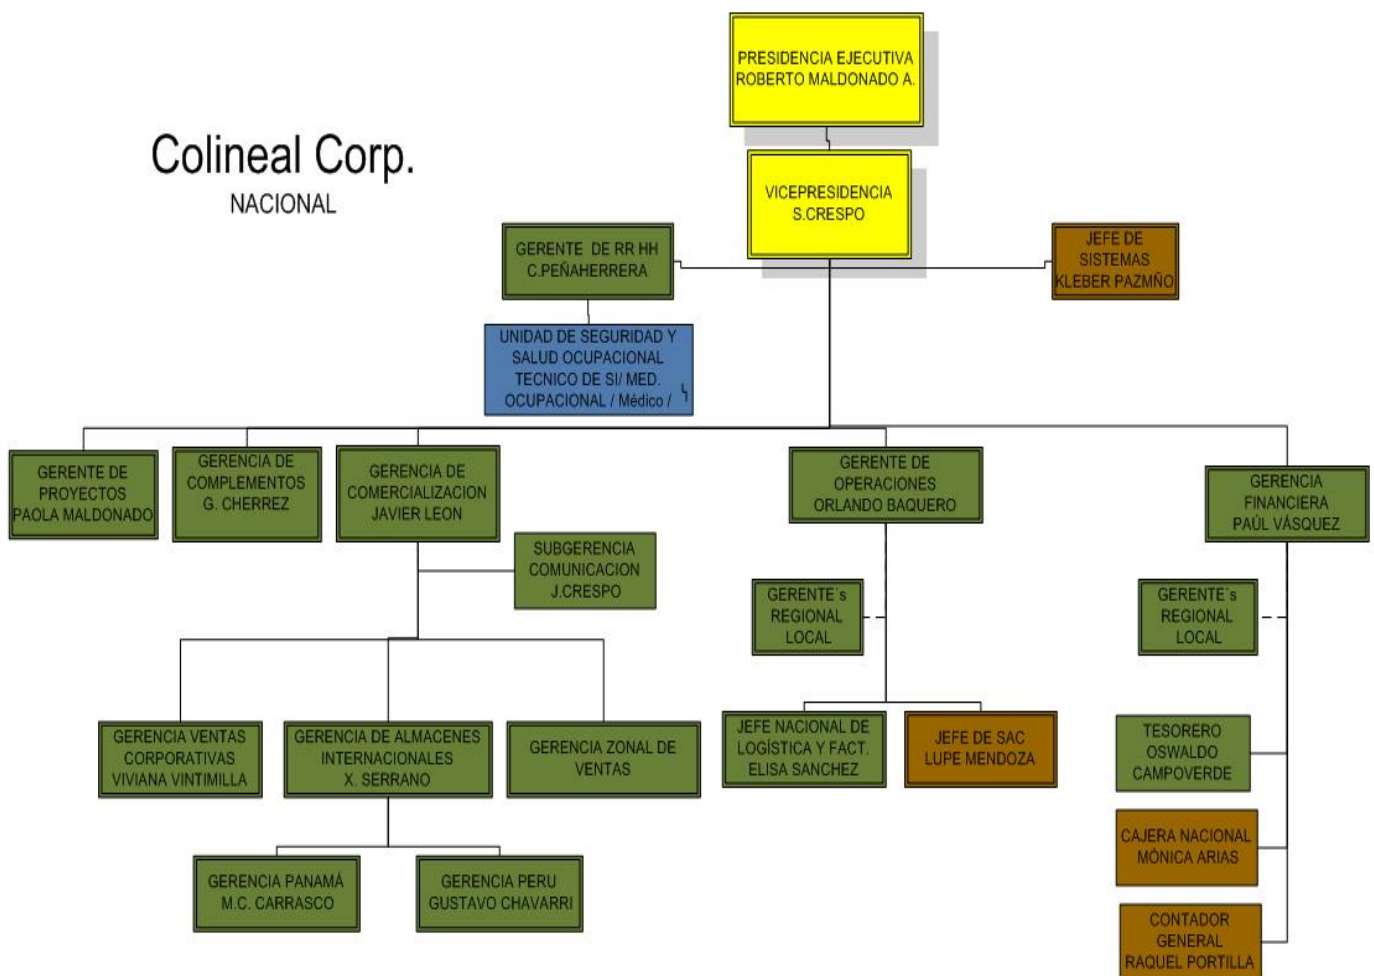 PRESIDENCIA EJECUTIVA
ROBERTO MALDONADO A.
Colineal Corp.
NACIONAL
VICEPRESIDENCIA
S.CRESPO
GERENTE DE RR HH
C.PEÑAHERRERA
JEFE DE
SISTEMAS
KLEBER PAZMÑO
UNIDAD DE SEGURIDAD Y
SALUD OCUPACIONAL
TECNICO DE SI/ MED.
OCUPACIONAL / Médico /
GERENTE DE
PROYECTOS
PAOLA MALDONADO
GERENCIA DE
COMPLEMENTOS
G. CHERREZ
GERENCIA DE
COMERCIALIZACION
JAVIER LEON
GERENTE DE
OPERACIONES
ORLANDO BAQUERO
GERENCIA
FINANCIERA
PAÚL VÁSQUEZ
SUBGERENCIA
COMUNICACION
J.CRESPO
GERENTE´s
REGIONAL
LOCAL
GERENTE´s
REGIONAL
LOCAL
GERENCIA VENTAS
CORPORATIVAS
VIVIANA VINTIMILLA
GERENCIA DE ALMACENES
INTERNACIONALES
X. SERRANO
GERENCIA ZONAL DE
VENTAS
JEFE NACIONAL DE
LOGÍSTICA Y FACT.
ELISA SANCHEZ
JEFE DE SAC
LUPE MENDOZA
TESORERO
OSWALDO
CAMPOVERDE
CAJERA NACIONAL
MÓNICA ARIAS
GERENCIA PANAMÁ
M.C. CARRASCO
GERENCIA PERU
GUSTAVO CHAVARRI
CONTADOR
GENERAL
RAQUEL PORTILLA